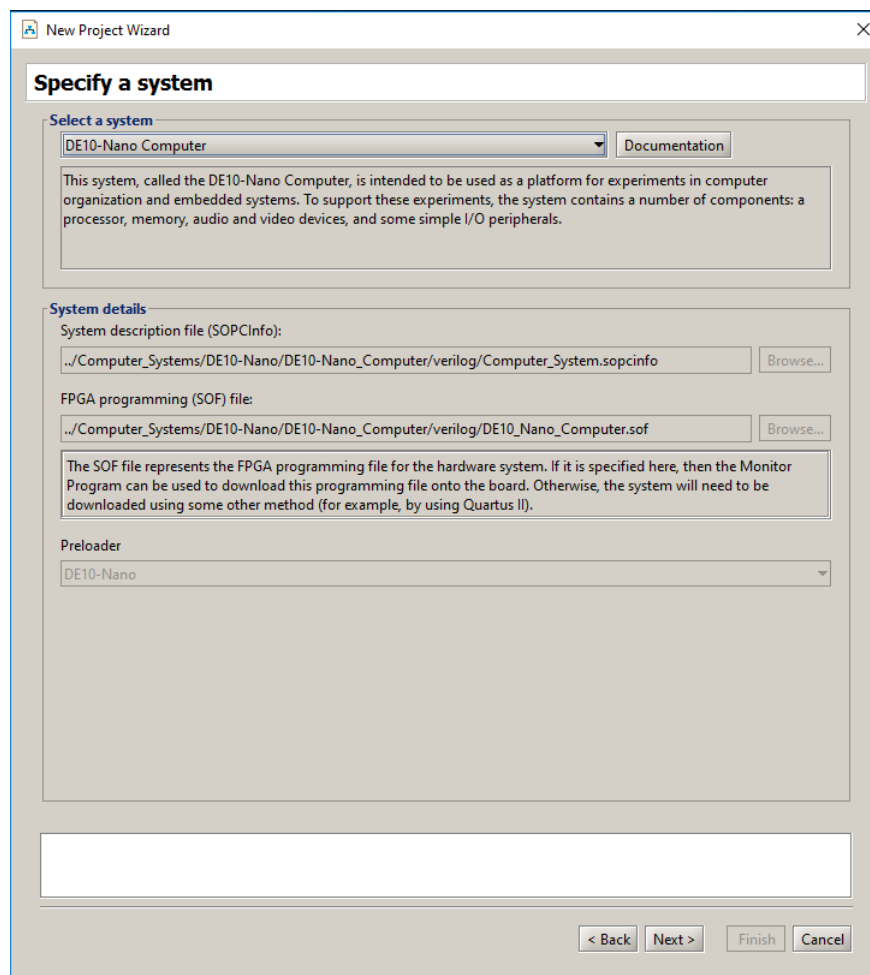 New Project Wizard
Specify a system
Select a system
DE10-Nano Computer
Documentation
This system, called the DE10-Nano Computer, is intended to be used as a platform for experiments in computer
organization and embedded systems. To support these experiments, the system contains a number of components: a
processor, memory, audio and video devices, and some simple I/O peripherals.
System details
System description file (SOPCInfo):
../Computer_Systems/DE10-Nano/DE10-Nano_Computer/verilog/Computer_System.sopcinfo
Browse...
FPGA programming (SOF) file:
../Computer_Systems/DE10-Nano/DE10-Nano_Computer/verilog/DE10_Nano_Computer.sof
Browse...
The SOF file represents the FPGA programming file for the hardware system. If it is specified here, then the Monitor
Program can be used to download this programming file onto the board. Otherwise, the system will need to be
downloaded using some other method (for example, by using Quartus II).
Preloader
DE10-Nano
< Back
Next >
Finish
Cancel